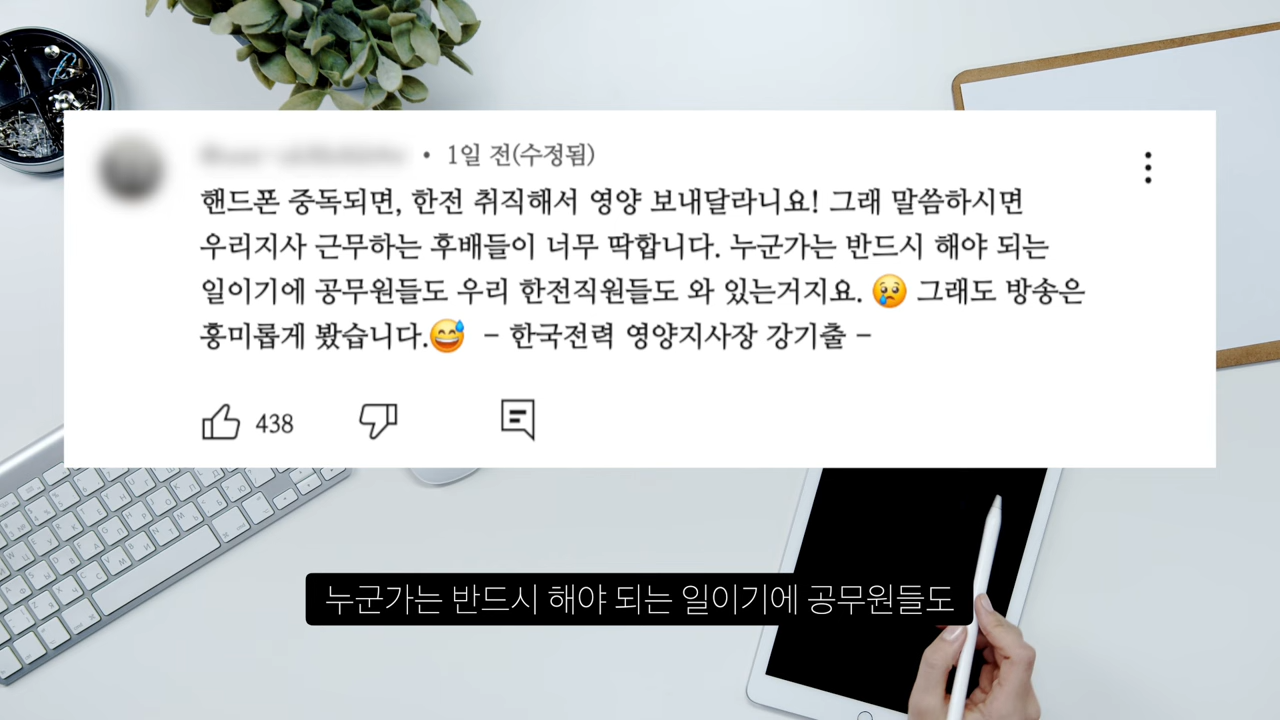 • 1일 전(수정됨)
핸드폰 중독되면, 한전 취직해서 영양 보내달라니요! 그래 말씀하시면
우리지사 근무하는 후배들이 너무 딱합니다. 누군가는 반드시 해야 되는
일이기에 공무원들도 우리 한전직원들도 와 있는거지요. 😢 그래도 방송은
흥미롭게 봤습니다.😅 - 한국전력 영양지사장 강기출 -
438
누군가는 반드시 해야 되는 일이기에 공무원들도